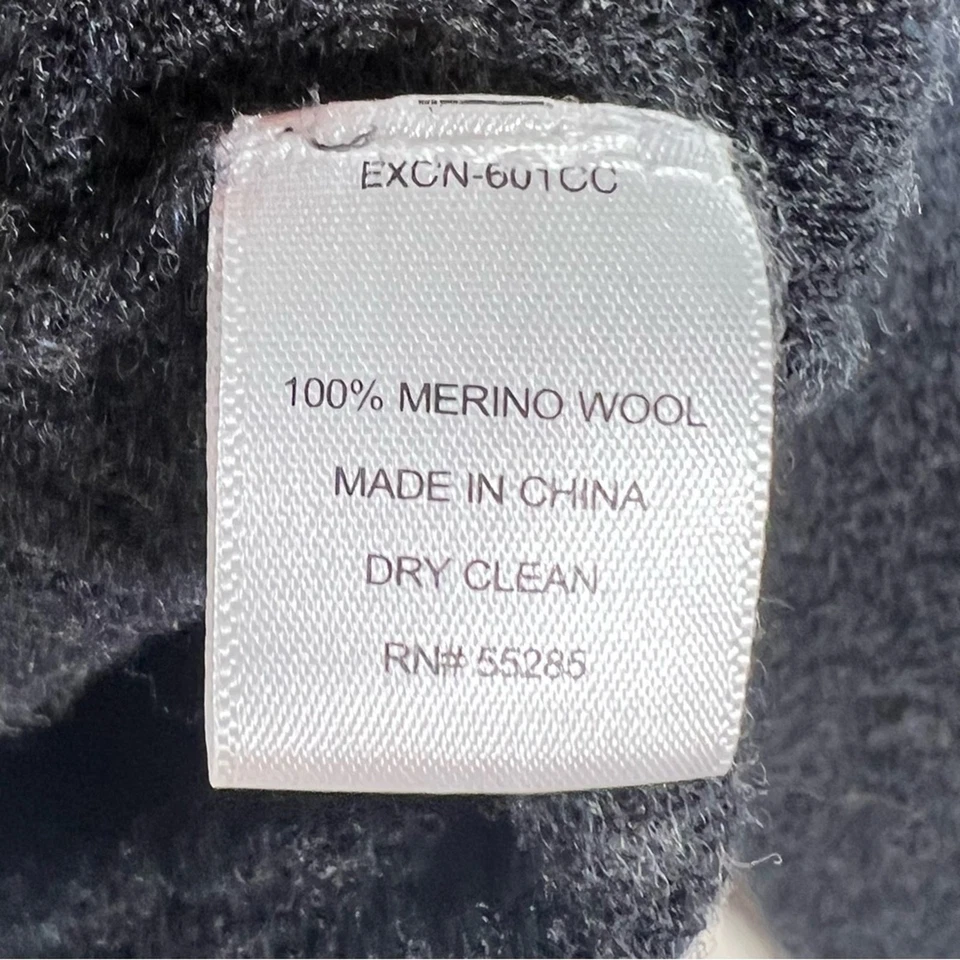 EXCN-601CC
100% MERINO WOOL
MADE IN CHINA
DRY CLEAN
RN# 55285